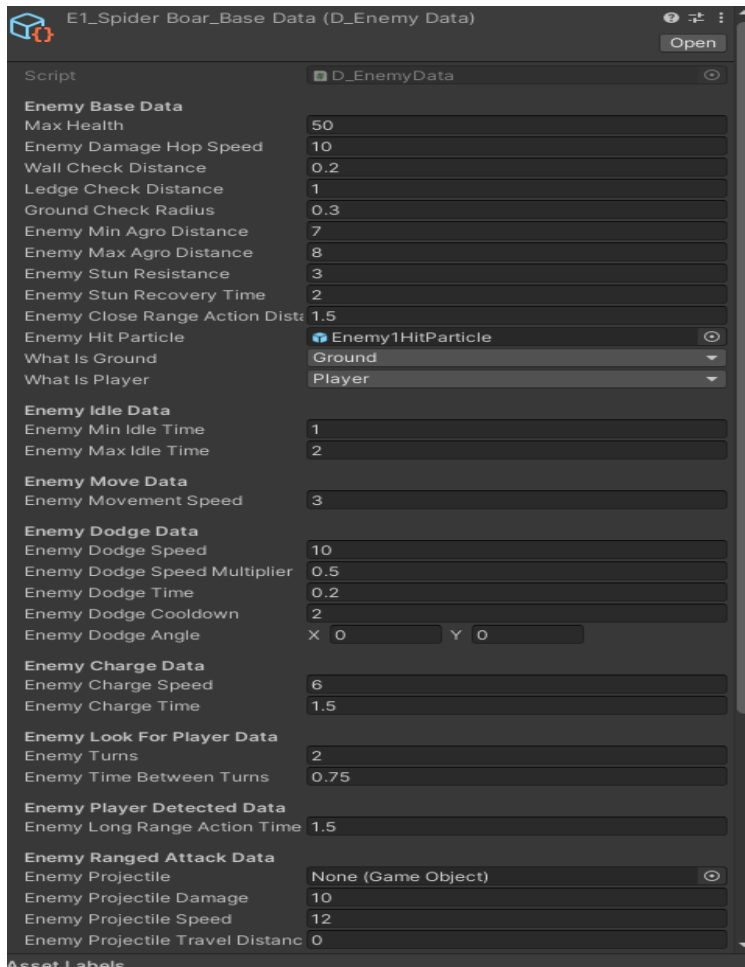 E1_Spider Boar_Base Data (D_Enemy Data)
Open
Script D_EnemyData
Enemy Base Data
Max Health 50
Enemy Damage Hop Speed 10
Wall Check Distance 0.2
Ledge Check Distance 1
Ground Check Radius 0.3
Enemy Min Agro Distance 7
Enemy Max Agro Distance 8
Enemy Stun Resistance 3
Enemy Stun Recovery Time 2
Enemy Close Range Action Dista 1.5
Enemy Hit Particle Enemy1HitParticle
What Is Ground Ground
What Is Player Player
Enemy Idle Data
Enemy Min Idle Time 1
Enemy Max Idle Time 2
Enemy Move Data
Enemy Movement Speed 3
Enemy Dodge Data
Enemy Dodge Speed 10
Enemy Dodge Speed Multiplier 0.5
Enemy Dodge Time 0.2
Enemy Dodge Cooldown 2
Enemy Dodge Angle X 0 Y 0
Enemy Charge Data
Enemy Charge Speed 6
Enemy Charge Time 1.5
Enemy Look For Player Data
Enemy Turns 2
Enemy Time Between Turns 0.75
Enemy Player Detected Data
Enemy Long Range Action Time 1.5
Enemy Ranged Attack Data
Enemy Projectile None (Game Object)
Enemy Projectile Damage 10
Enemy Projectile Speed 12
Enemy Projectile Travel Distanc 0
Asset Labels